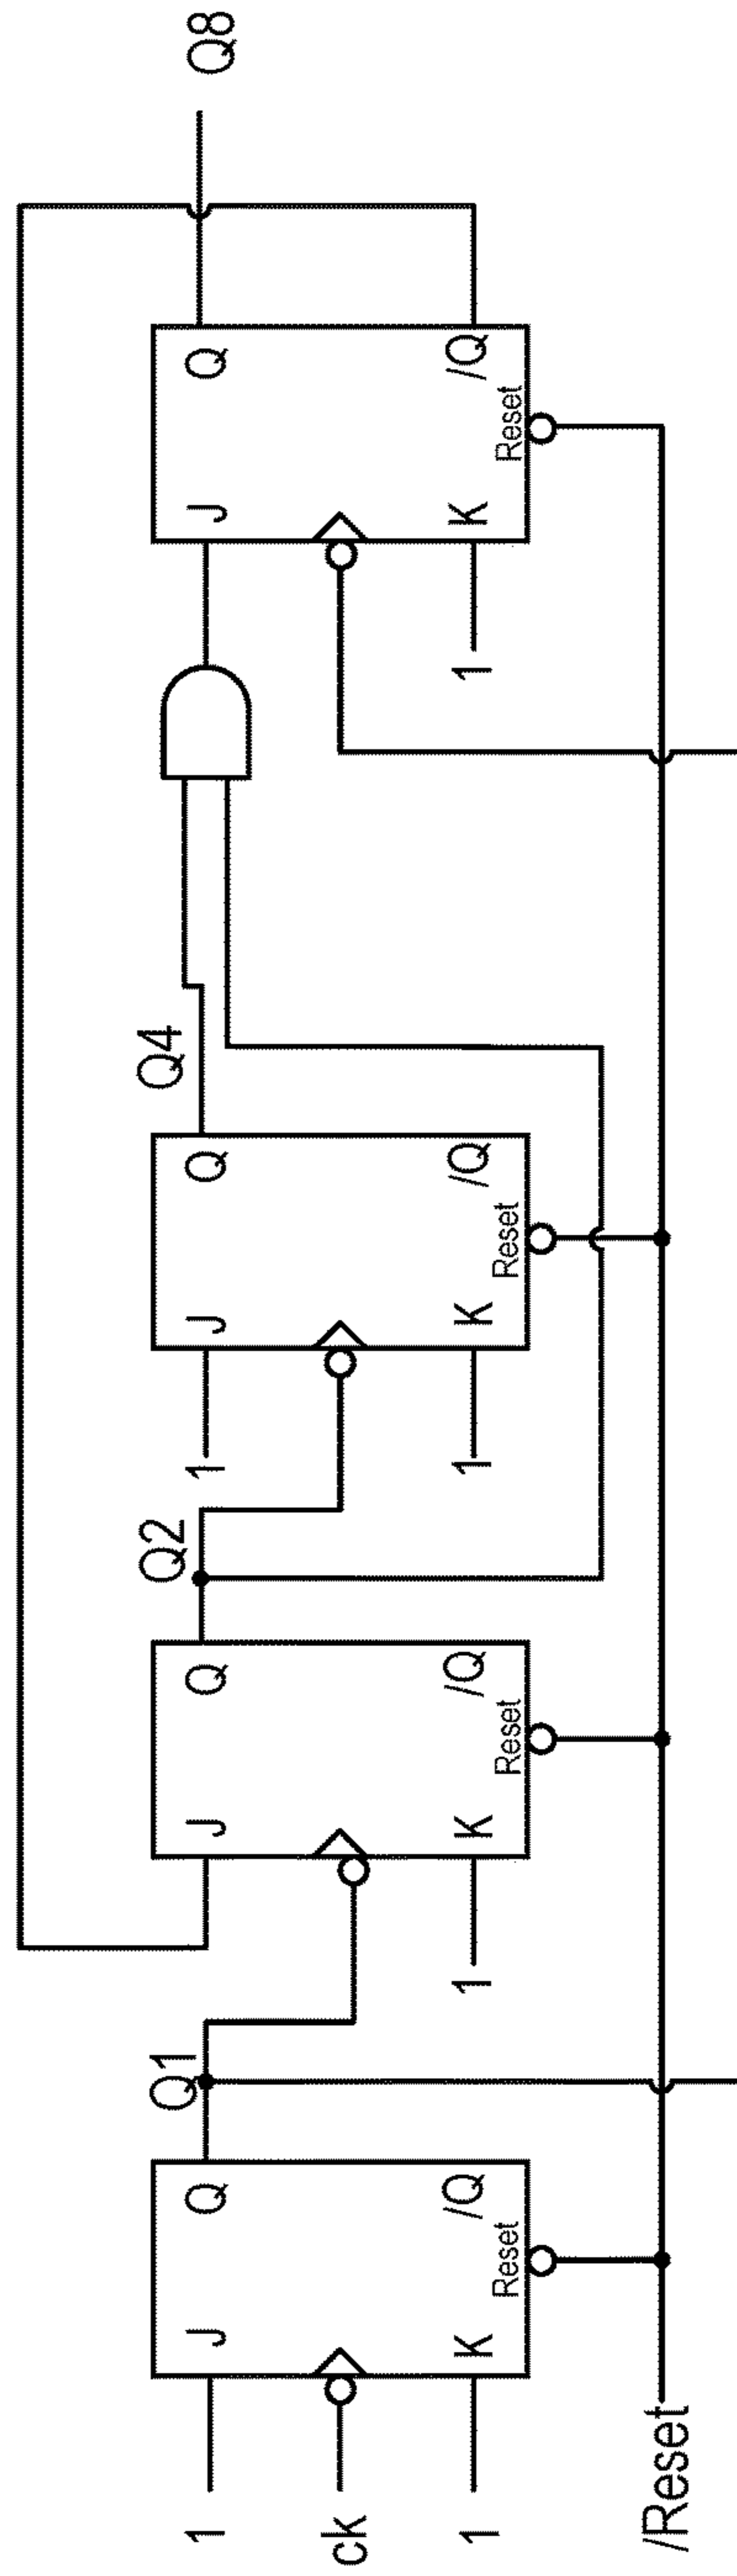 Q1
Q2
Q4
Q8
J
Q
J
Q
J
Q
J
Q
1
1
ck
K
/Q
K
/Q
K
/Q
K
/Q
1
1
1
1
Reset
Reset
Reset
Reset
/Reset